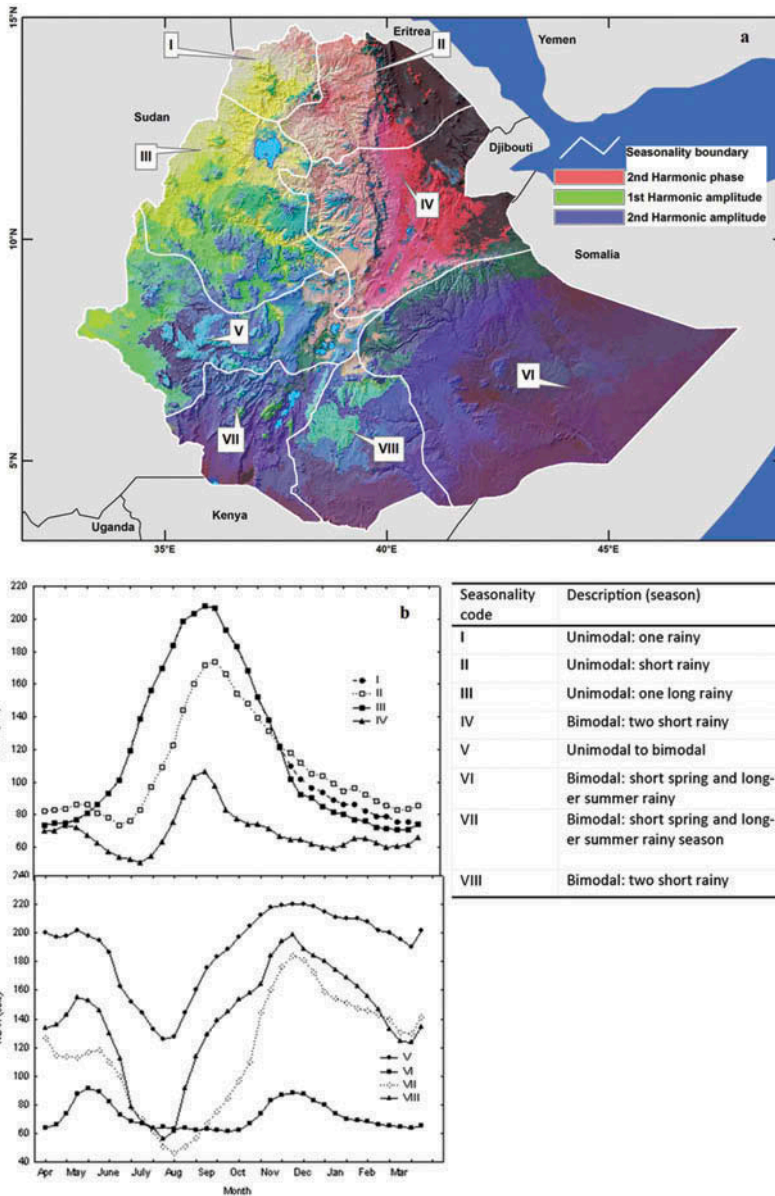 15°N
Eritrea
Yemen
a
I
II
Sudan
Djibouti
III
IV
Seasonality boundary
2nd Harmonic phase
1st Harmonic amplitude
2nd Harmonic amplitude
10°N
Somalia
V
VI
VII
VIII
5°N
Uganda
Kenya
35°E
40°E
45°E
b
220
200
180
160
140
120
100
80
60
240
I
II
III
IV
220
200
180
160
140
120
100
80
60
40
V
VI
VII
VIII
Apr May June July Aug Sep Oct Nov Dec Jan Feb Mar
Month
Seasonality code
Description (season)
I
Unimodal: one rainy
II
Unimodal: short rainy
III
Unimodal: one long rainy
IV
Bimodal: two short rainy
V
Unimodal to bimodal
VI
Bimodal: short spring and long-
er summer rainy
VII
Bimodal: short spring and long-
er summer rainy season
VIII
Bimodal: two short rainy